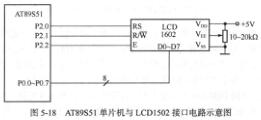 AT89S51
P2.0
P2.1
P2.2
P0.0~P0.7
8
RS
R/W̅
E
LCD
1602
D0~D7
VDD
VEE
VSS
+5V
10~20kΩ
图 5-18 AT89S51 单片机与 LCD1502 接口电路示意图